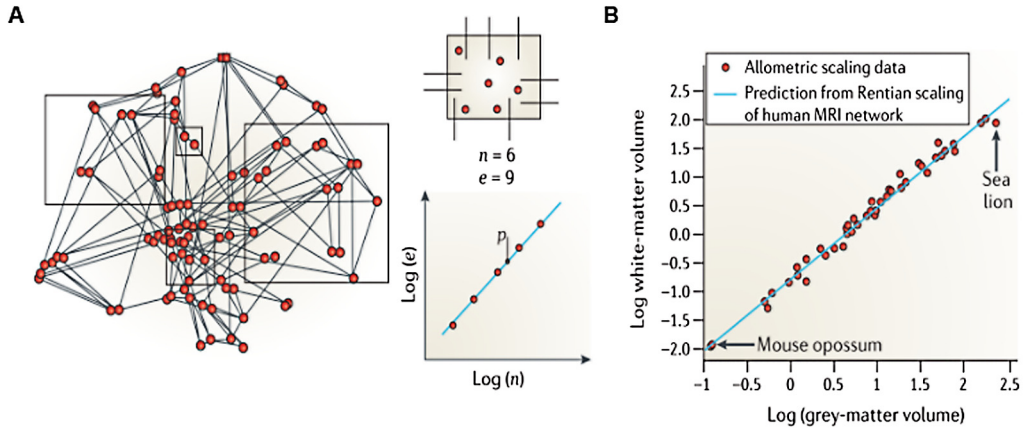 A
n = 6
e = 9
Log (e)
p
Log (n)
B
Allometric scaling data
Prediction from Rentian scaling
of human MRI network
Log white-matter volume
2.5
2.0
1.5
1.0
0.5
0.0
−0.5
−1.0
−1.5
−2.0
Sea
lion
Mouse opossum
−1 −0.5 0 0.5 1 1.5 2 2.5
Log (grey-matter volume)